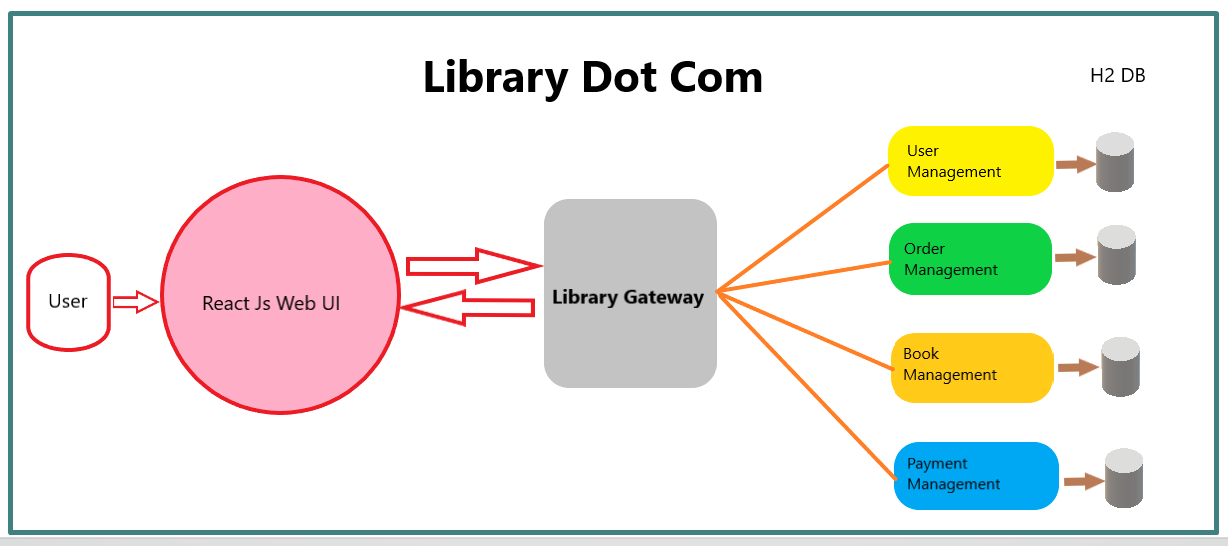 Library Dot Com
H2 DB
User
React Js Web UI
Library Gateway
User
Management
Order
Management
Book
Management
Payment
Management